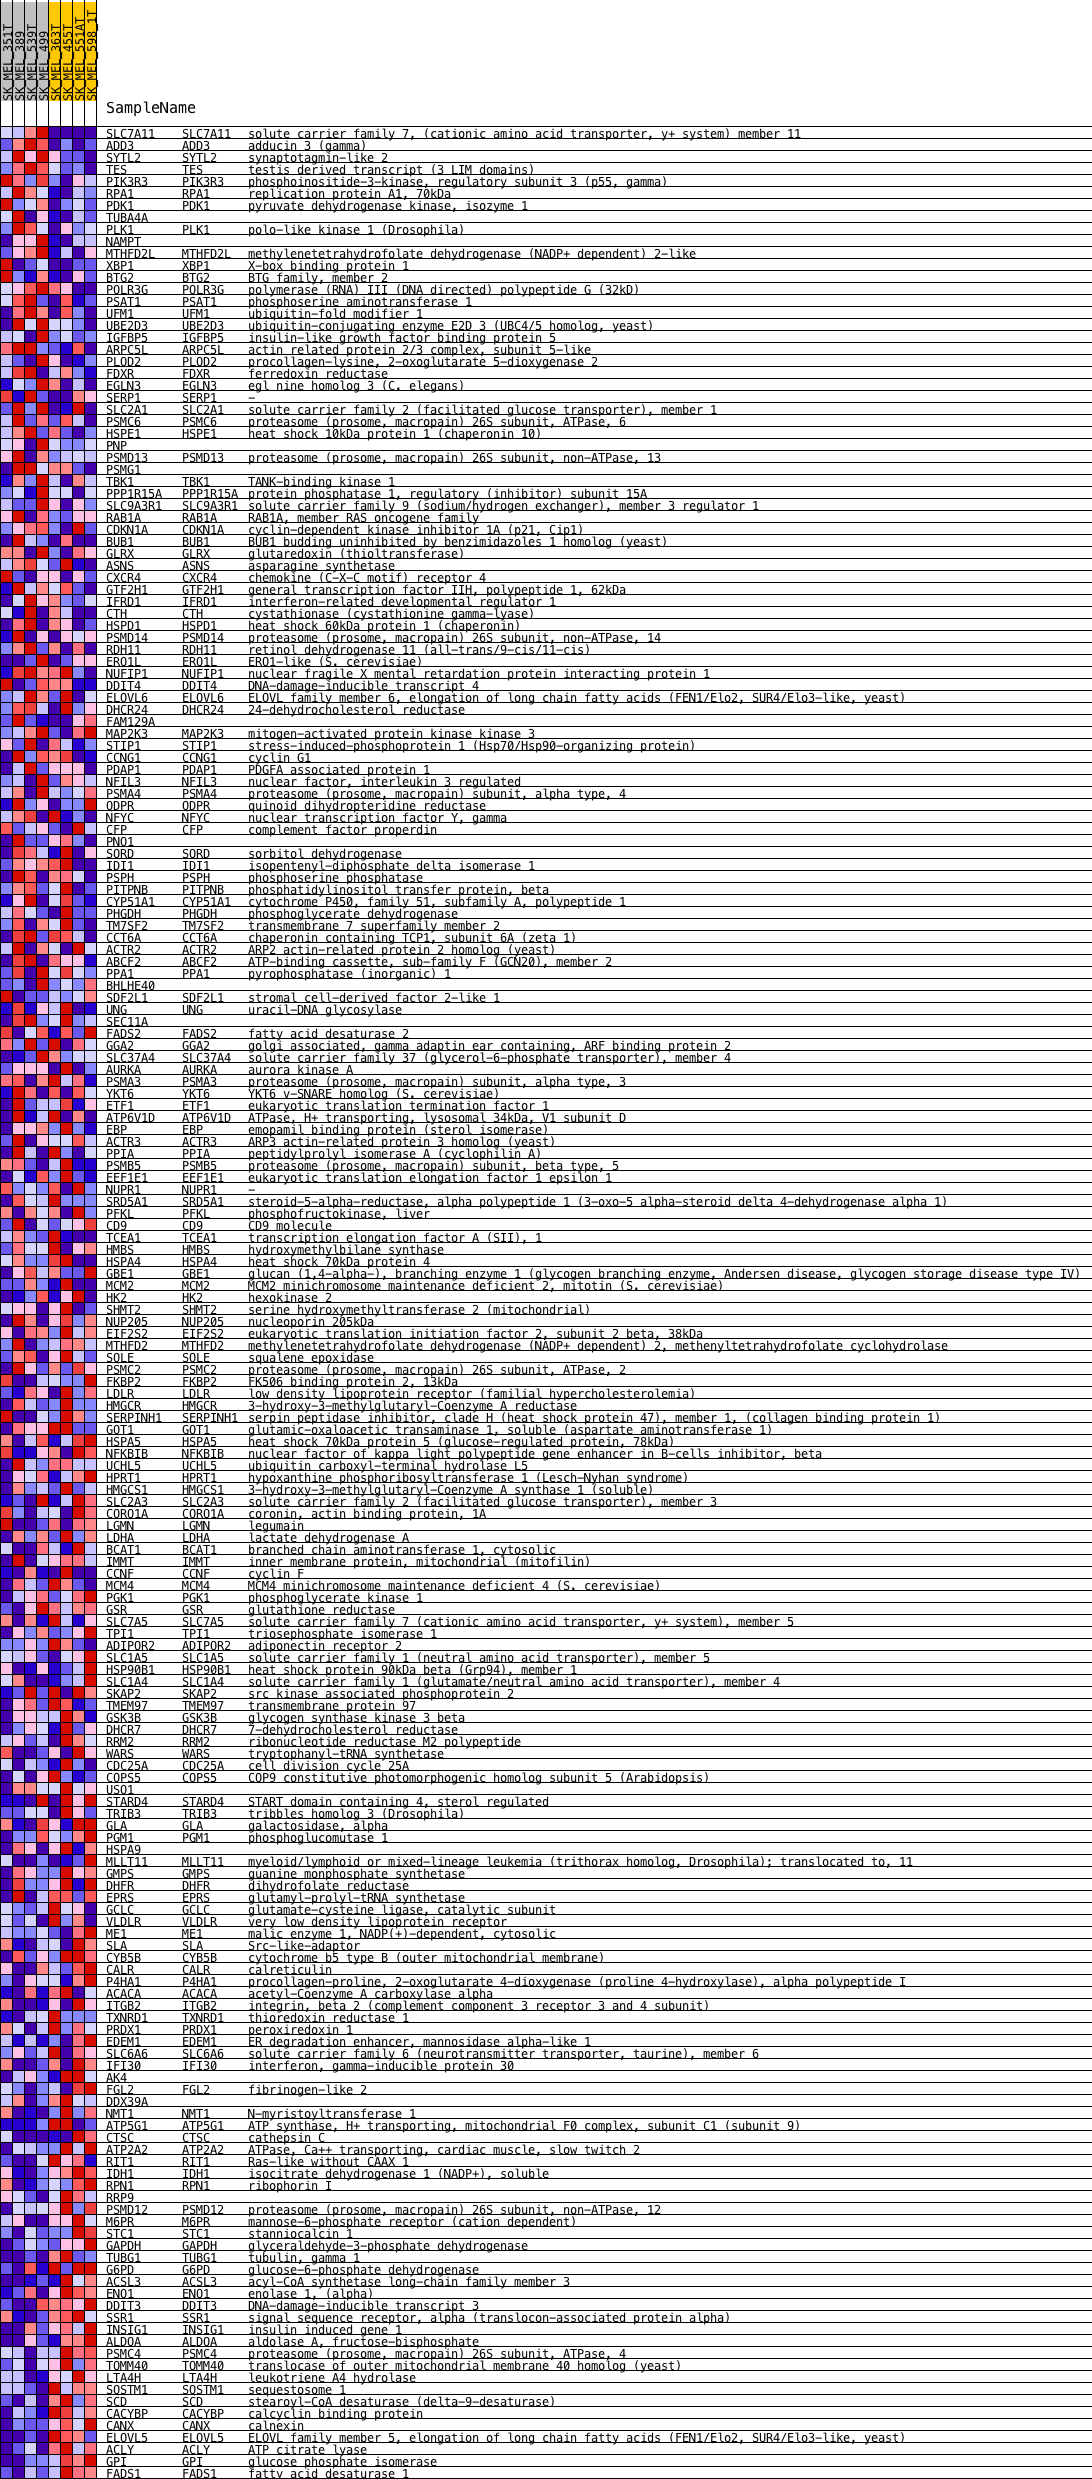 SK_MEL_351T
SK_MEL_389
SK_MEL_539T
SK_MEL_499
SK_MEL_363T
SK_MEL_455T
SK_MEL_551AT
SK_MEL_598_1T
SampleName
SLC7A11 SLC7A11 solute carrier family 7, (cationic amino acid transporter, y+ system) member 11
ADD3 ADD3 adducin 3 (gamma)
SYTL2 SYTL2 synaptotagmin-like 2
TES TES testis derived transcript (3 LIM domains)
PIK3R3 PIK3R3 phosphoinositide-3-kinase, regulatory subunit 3 (p55, gamma)
RPA1 RPA1 replication protein A1, 70kDa
PDK1 PDK1 pyruvate dehydrogenase kinase, isozyme 1
TUBA4A
PLK1 PLK1 polo-like kinase 1 (Drosophila)
NAMPT
MTHFD2L MTHFD2L methylenetetrahydrofolate dehydrogenase (NADP+ dependent) 2-like
XBP1 XBP1 X-box binding protein 1
BTG2 BTG2 BTG family, member 2
POLR3G POLR3G polymerase (RNA) III (DNA directed) polypeptide G (32kD)
PSAT1 PSAT1 phosphoserine aminotransferase 1
UFM1 UFM1 ubiquitin-fold modifier 1
UBE2D3 UBE2D3 ubiquitin-conjugating enzyme E2D 3 (UBC4/5 homolog, yeast)
IGFBP5 IGFBP5 insulin-like growth factor binding protein 5
ARPC5L ARPC5L actin related protein 2/3 complex, subunit 5-like
PLOD2 PLOD2 procollagen-lysine, 2-oxoglutarate 5-dioxygenase 2
FDXR FDXR ferredoxin reductase
EGLN3 EGLN3 egl nine homolog 3 (C. elegans)
SERP1 SERP1 -
SLC2A1 SLC2A1 solute carrier family 2 (facilitated glucose transporter), member 1
PSMC6 PSMC6 proteasome (prosome, macropain) 26S subunit, ATPase, 6
HSPE1 HSPE1 heat shock 10kDa protein 1 (chaperonin 10)
PNP
PSMD13 PSMD13 proteasome (prosome, macropain) 26S subunit, non-ATPase, 13
PSMG1
TBK1 TBK1 TANK-binding kinase 1
PPP1R15A PPP1R15A protein phosphatase 1, regulatory (inhibitor) subunit 15A
SLC9A3R1 SLC9A3R1 solute carrier family 9 (sodium/hydrogen exchanger), member 3 regulator 1
RAB1A RAB1A RAB1A, member RAS oncogene family
CDKN1A CDKN1A cyclin-dependent kinase inhibitor 1A (p21, Cip1)
BUB1 BUB1 BUB1 budding uninhibited by benzimidazoles 1 homolog (yeast)
GLRX GLRX glutaredoxin (thioltransferase)
ASNS ASNS asparagine synthetase
CXCR4 CXCR4 chemokine (C-X-C motif) receptor 4
GTF2H1 GTF2H1 general transcription factor IIH, polypeptide 1, 62kDa
IFRD1 IFRD1 interferon-related developmental regulator 1
CTH CTH cystathionase (cystathionine gamma-lyase)
HSPD1 HSPD1 heat shock 60kDa protein 1 (chaperonin)
PSMD14 PSMD14 proteasome (prosome, macropain) 26S subunit, non-ATPase, 14
RDH11 RDH11 retinol dehydrogenase 11 (all-trans/9-cis/11-cis)
ERO1L ERO1L ERO1-like (S. cerevisiae)
NUFIP1 NUFIP1 nuclear fragile X mental retardation protein interacting protein 1
DDIT4 DDIT4 DNA-damage-inducible transcript 4
ELOVL6 ELOVL6 ELOVL family member 6, elongation of long chain fatty acids (FEN1/Elo2, SUR4/Elo3-like, yeast)
DHCR24 DHCR24 24-dehydrocholesterol reductase
FAM129A
MAP2K3 MAP2K3 mitogen-activated protein kinase kinase 3
STIP1 STIP1 stress-induced-phosphoprotein 1 (Hsp70/Hsp90-organizing protein)
CCNG1 CCNG1 cyclin G1
PDAP1 PDAP1 PDGFA associated protein 1
NFIL3 NFIL3 nuclear factor, interleukin 3 regulated
PSMA4 PSMA4 proteasome (prosome, macropain) subunit, alpha type, 4
QDPR QDPR quinoid dihydropteridine reductase
NFYC NFYC nuclear transcription factor Y, gamma
CFP CFP complement factor properdin
PNO1
SORD SORD sorbitol dehydrogenase
IDI1 IDI1 isopentenyl-diphosphate delta isomerase 1
PSPH PSPH phosphoserine phosphatase
PITPNB PITPNB phosphatidylinositol transfer protein, beta
CYP51A1 CYP51A1 cytochrome P450, family 51, subfamily A, polypeptide 1
PHGDH PHGDH phosphoglycerate dehydrogenase
TM7SF2 TM7SF2 transmembrane 7 superfamily member 2
CCT6A CCT6A chaperonin containing TCP1, subunit 6A (zeta 1)
ACTR2 ACTR2 ARP2 actin-related protein 2 homolog (yeast)
ABCF2 ABCF2 ATP-binding cassette, sub-family F (GCN20), member 2
PPA1 PPA1 pyrophosphatase (inorganic) 1
BHLHE40
SDF2L1 SDF2L1 stromal cell-derived factor 2-like 1
UNG UNG uracil-DNA glycosylase
SEC11A
FADS2 FADS2 fatty acid desaturase 2
GGA2 GGA2 golgi associated, gamma adaptin ear containing, ARF binding protein 2
SLC37A4 SLC37A4 solute carrier family 37 (glycerol-6-phosphate transporter), member 4
AURKA AURKA aurora kinase A
PSMA3 PSMA3 proteasome (prosome, macropain) subunit, alpha type, 3
YKT6 YKT6 YKT6 v-SNARE homolog (S. cerevisiae)
ETF1 ETF1 eukaryotic translation termination factor 1
ATP6V1D ATP6V1D ATPase, H+ transporting, lysosomal 34kDa, V1 subunit D
EBP EBP emopamil binding protein (sterol isomerase)
ACTR3 ACTR3 ARP3 actin-related protein 3 homolog (yeast)
PPIA PPIA peptidylprolyl isomerase A (cyclophilin A)
PSMB5 PSMB5 proteasome (prosome, macropain) subunit, beta type, 5
EEF1E1 EEF1E1 eukaryotic translation elongation factor 1 epsilon 1
NUPR1 NUPR1 -
SRD5A1 SRD5A1 steroid-5-alpha-reductase, alpha polypeptide 1 (3-oxo-5 alpha-steroid delta 4-dehydrogenase alpha 1)
PFKL PFKL phosphofructokinase, liver
CD9 CD9 CD9 molecule
TCEA1 TCEA1 transcription elongation factor A (SII), 1
HMBS HMBS hydroxymethylbilane synthase
HSPA4 HSPA4 heat shock 70kDa protein 4
GBE1 GBE1 glucan (1,4-alpha-), branching enzyme 1 (glycogen branching enzyme, Andersen disease, glycogen storage disease type IV)
MCM2 MCM2 MCM2 minichromosome maintenance deficient 2, mitotin (S. cerevisiae)
HK2 HK2 hexokinase 2
SHMT2 SHMT2 serine hydroxymethyltransferase 2 (mitochondrial)
NUP205 NUP205 nucleoporin 205kDa
EIF2S2 EIF2S2 eukaryotic translation initiation factor 2, subunit 2 beta, 38kDa
MTHFD2 MTHFD2 methylenetetrahydrofolate dehydrogenase (NADP+ dependent) 2, methenyltetrahydrofolate cyclohydrolase
SQLE SQLE squalene epoxidase
PSMC2 PSMC2 proteasome (prosome, macropain) 26S subunit, ATPase, 2
FKBP2 FKBP2 FK506 binding protein 2, 13kDa
LDLR LDLR low density lipoprotein receptor (familial hypercholesterolemia)
HMGCR HMGCR 3-hydroxy-3-methylglutaryl-Coenzyme A reductase
SERPINH1 SERPINH1 serpin peptidase inhibitor, clade H (heat shock protein 47), member 1, (collagen binding protein 1)
GOT1 GOT1 glutamic-oxaloacetic transaminase 1, soluble (aspartate aminotransferase 1)
HSPA5 HSPA5 heat shock 70kDa protein 5 (glucose-regulated protein, 78kDa)
NFKBIB NFKBIB nuclear factor of kappa light polypeptide gene enhancer in B-cells inhibitor, beta
UCHL5 UCHL5 ubiquitin carboxyl-terminal hydrolase L5
HPRT1 HPRT1 hypoxanthine phosphoribosyltransferase 1 (Lesch-Nyhan syndrome)
HMGCS1 HMGCS1 3-hydroxy-3-methylglutaryl-Coenzyme A synthase 1 (soluble)
SLC2A3 SLC2A3 solute carrier family 2 (facilitated glucose transporter), member 3
CORO1A CORO1A coronin, actin binding protein, 1A
LGMN LGMN legumain
LDHA LDHA lactate dehydrogenase A
BCAT1 BCAT1 branched chain aminotransferase 1, cytosolic
IMMT IMMT inner membrane protein, mitochondrial (mitofilin)
CCNF CCNF cyclin F
MCM4 MCM4 MCM4 minichromosome maintenance deficient 4 (S. cerevisiae)
PGK1 PGK1 phosphoglycerate kinase 1
GSR GSR glutathione reductase
SLC7A5 SLC7A5 solute carrier family 7 (cationic amino acid transporter, y+ system), member 5
TPI1 TPI1 triosephosphate isomerase 1
ADIPOR2 ADIPOR2 adiponectin receptor 2
SLC1A5 SLC1A5 solute carrier family 1 (neutral amino acid transporter), member 5
HSP90B1 HSP90B1 heat shock protein 90kDa beta (Grp94), member 1
SLC1A4 SLC1A4 solute carrier family 1 (glutamate/neutral amino acid transporter), member 4
SKAP2 SKAP2 src kinase associated phosphoprotein 2
TMEM97 TMEM97 transmembrane protein 97
GSK3B GSK3B glycogen synthase kinase 3 beta
DHCR7 DHCR7 7-dehydrocholesterol reductase
RRM2 RRM2 ribonucleotide reductase M2 polypeptide
WARS WARS tryptophanyl-tRNA synthetase
CDC25A CDC25A cell division cycle 25A
COPS5 COPS5 COP9 constitutive photomorphogenic homolog subunit 5 (Arabidopsis)
USO1
STARD4 STARD4 START domain containing 4, sterol regulated
TRIB3 TRIB3 tribbles homolog 3 (Drosophila)
GLA GLA galactosidase, alpha
PGM1 PGM1 phosphoglucomutase 1
HSPA9
MLLT11 MLLT11 myeloid/lymphoid or mixed-lineage leukemia (trithorax homolog, Drosophila); translocated to, 11
GMPS GMPS guanine monphosphate synthetase
DHFR DHFR dihydrofolate reductase
EPRS EPRS glutamyl-prolyl-tRNA synthetase
GCLC GCLC glutamate-cysteine ligase, catalytic subunit
VLDLR VLDLR very low density lipoprotein receptor
ME1 ME1 malic enzyme 1, NADP(+)-dependent, cytosolic
SLA SLA Src-like-adaptor
CYB5B CYB5B cytochrome b5 type B (outer mitochondrial membrane)
CALR CALR calreticulin
P4HA1 P4HA1 procollagen-proline, 2-oxoglutarate 4-dioxygenase (proline 4-hydroxylase), alpha polypeptide I
ACACA ACACA acetyl-Coenzyme A carboxylase alpha
ITGB2 ITGB2 integrin, beta 2 (complement component 3 receptor 3 and 4 subunit)
TXNRD1 TXNRD1 thioredoxin reductase 1
PRDX1 PRDX1 peroxiredoxin 1
EDEM1 EDEM1 ER degradation enhancer, mannosidase alpha-like 1
SLC6A6 SLC6A6 solute carrier family 6 (neurotransmitter transporter, taurine), member 6
IFI30 IFI30 interferon, gamma-inducible protein 30
AK4
FGL2 FGL2 fibrinogen-like 2
DDX39A
NMT1 NMT1 N-myristoyltransferase 1
ATP5G1 ATP5G1 ATP synthase, H+ transporting, mitochondrial F0 complex, subunit C1 (subunit 9)
CTSC CTSC cathepsin C
ATP2A2 ATP2A2 ATPase, Ca++ transporting, cardiac muscle, slow twitch 2
RIT1 RIT1 Ras-like without CAAX 1
IDH1 IDH1 isocitrate dehydrogenase 1 (NADP+), soluble
RPN1 RPN1 ribophorin I
RRP9
PSMD12 PSMD12 proteasome (prosome, macropain) 26S subunit, non-ATPase, 12
M6PR M6PR mannose-6-phosphate receptor (cation dependent)
STC1 STC1 stanniocalcin 1
GAPDH GAPDH glyceraldehyde-3-phosphate dehydrogenase
TUBG1 TUBG1 tubulin, gamma 1
G6PD G6PD glucose-6-phosphate dehydrogenase
ACSL3 ACSL3 acyl-CoA synthetase long-chain family member 3
ENO1 ENO1 enolase 1, (alpha)
DDIT3 DDIT3 DNA-damage-inducible transcript 3
SSR1 SSR1 signal sequence receptor, alpha (translocon-associated protein alpha)
INSIG1 INSIG1 insulin induced gene 1
ALDOA ALDOA aldolase A, fructose-bisphosphate
PSMC4 PSMC4 proteasome (prosome, macropain) 26S subunit, ATPase, 4
TOMM40 TOMM40 translocase of outer mitochondrial membrane 40 homolog (yeast)
LTA4H LTA4H leukotriene A4 hydrolase
SQSTM1 SQSTM1 sequestosome 1
SCD SCD stearoyl-CoA desaturase (delta-9-desaturase)
CACYBP CACYBP calcyclin binding protein
CANX CANX calnexin
ELOVL5 ELOVL5 ELOVL family member 5, elongation of long chain fatty acids (FEN1/Elo2, SUR4/Elo3-like, yeast)
ACLY ACLY ATP citrate lyase
GPI GPI glucose phosphate isomerase
FADS1 FADS1 fatty acid desaturase 1